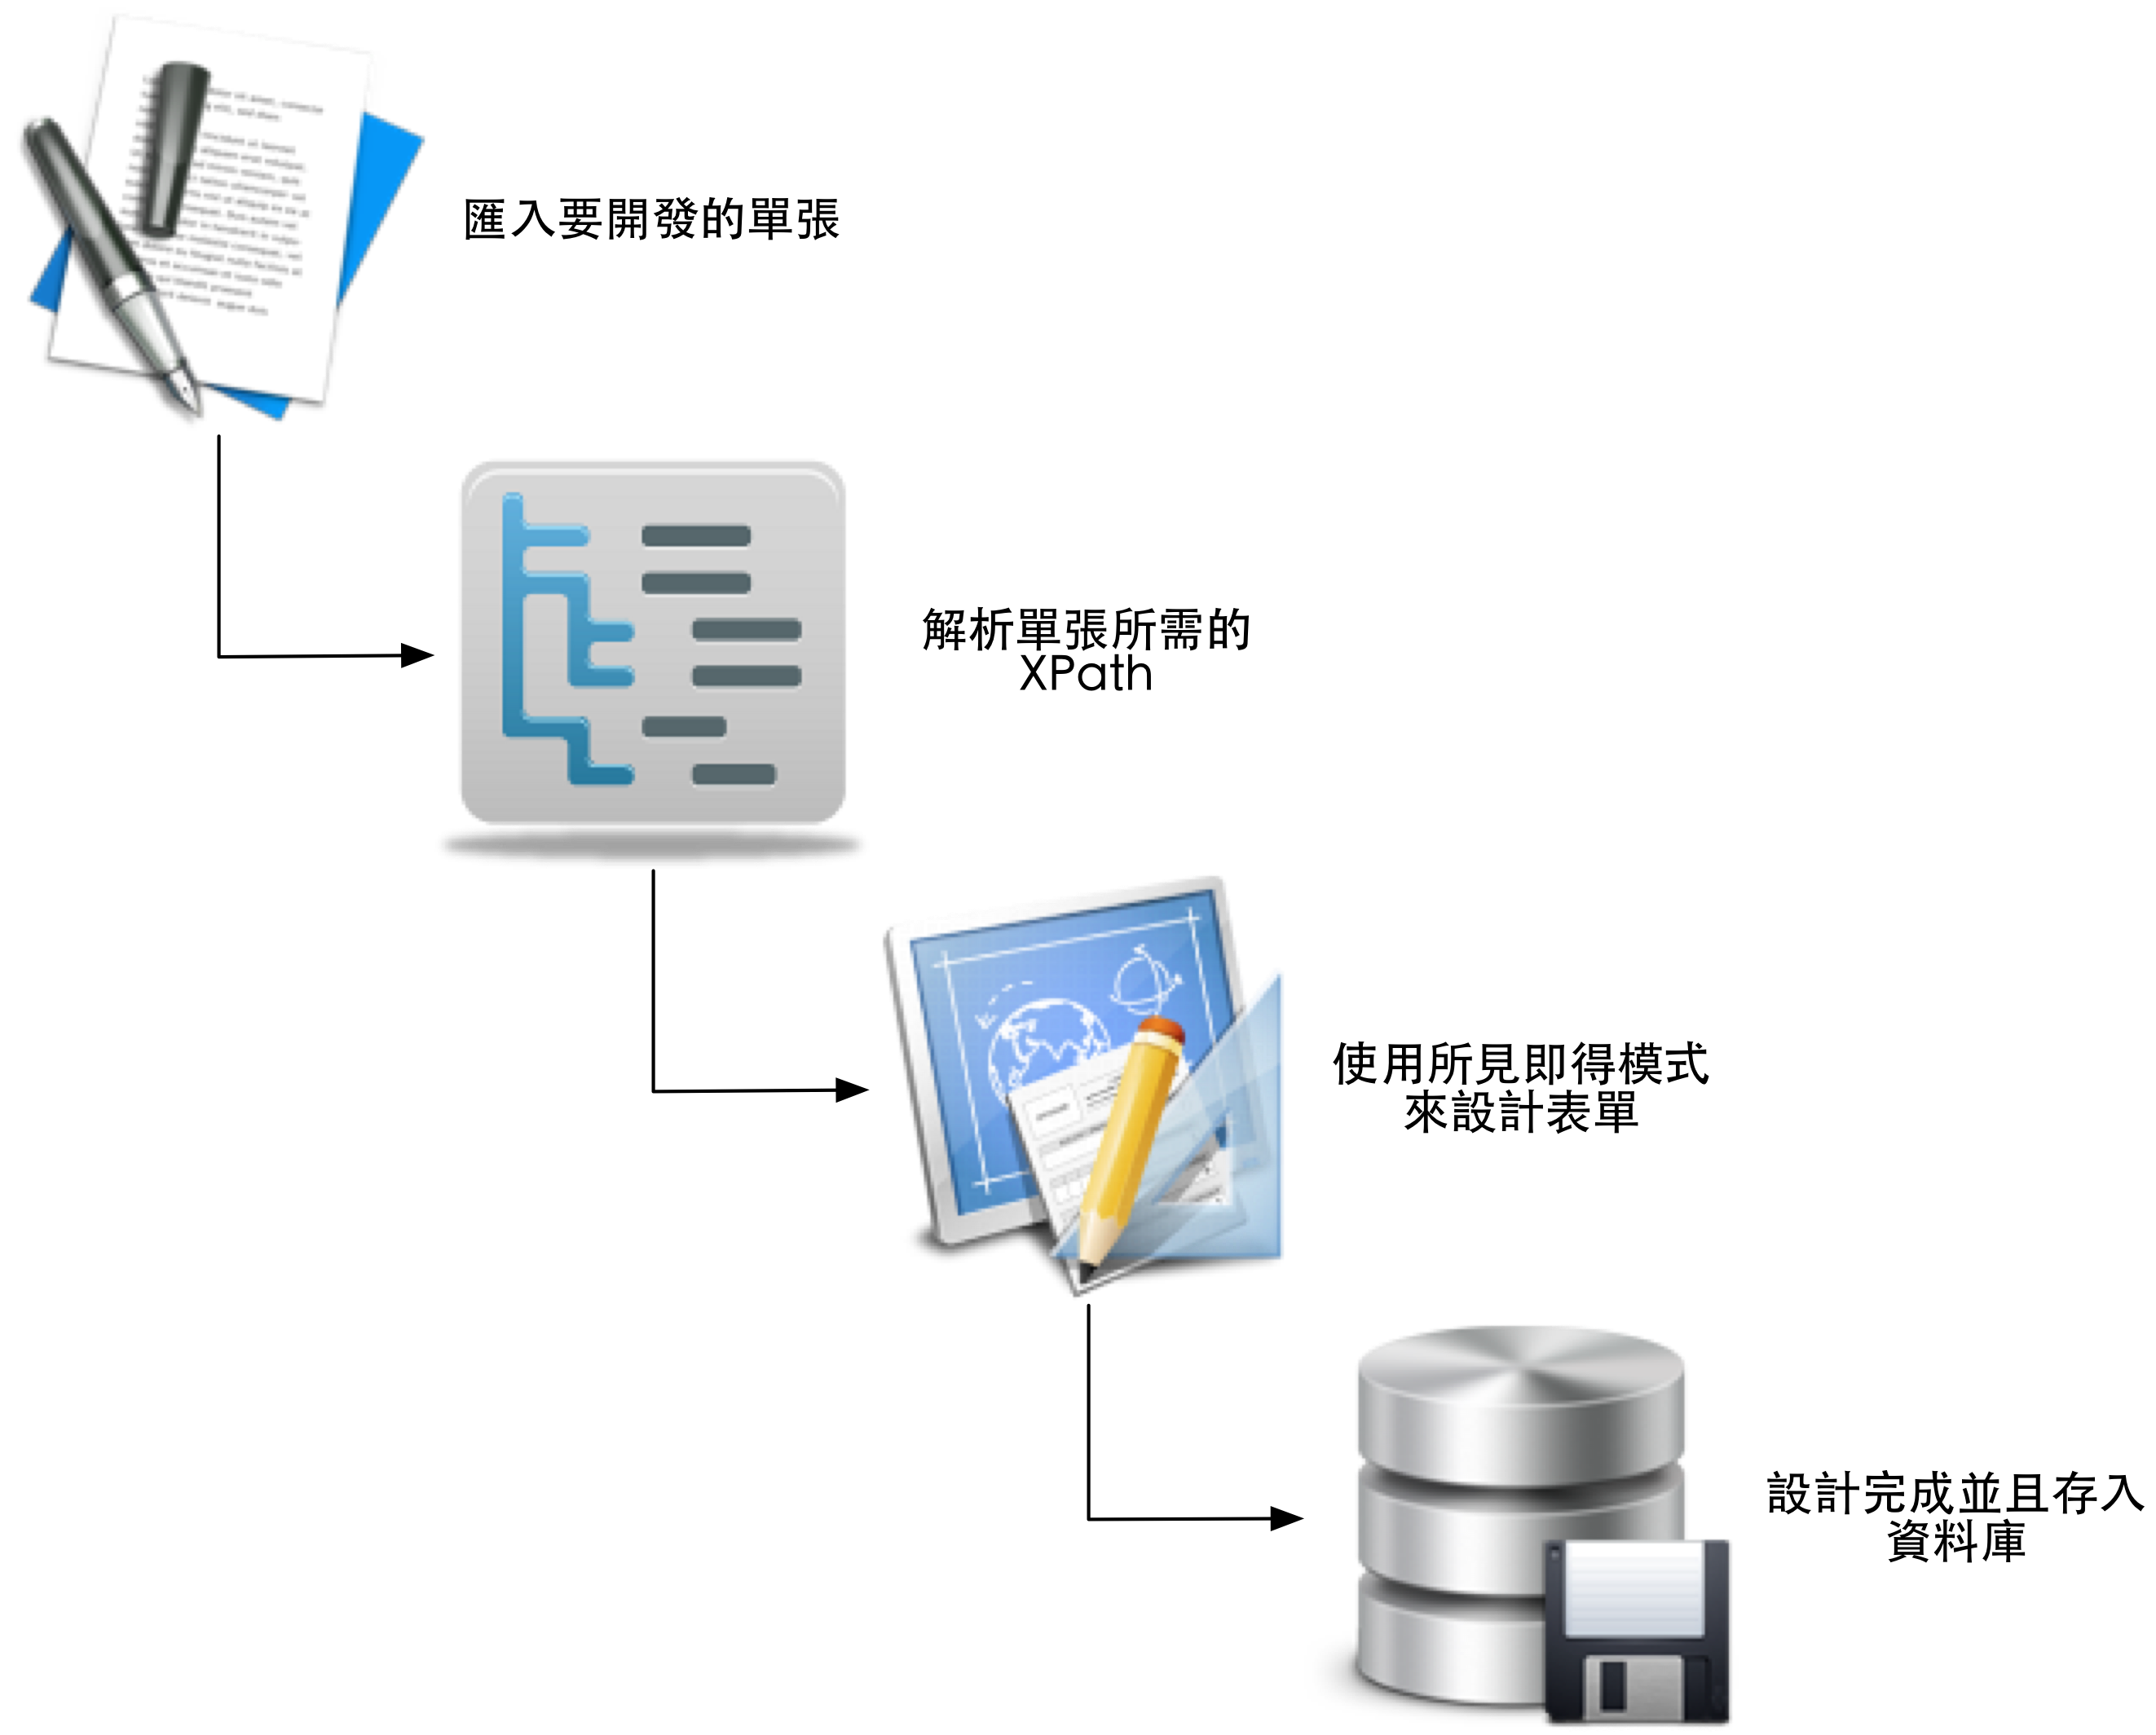 匯入要開發的單張
解析單張所需的
XPath
使用所見即得模式
來設計表單
設計完成並且存入
資料庫